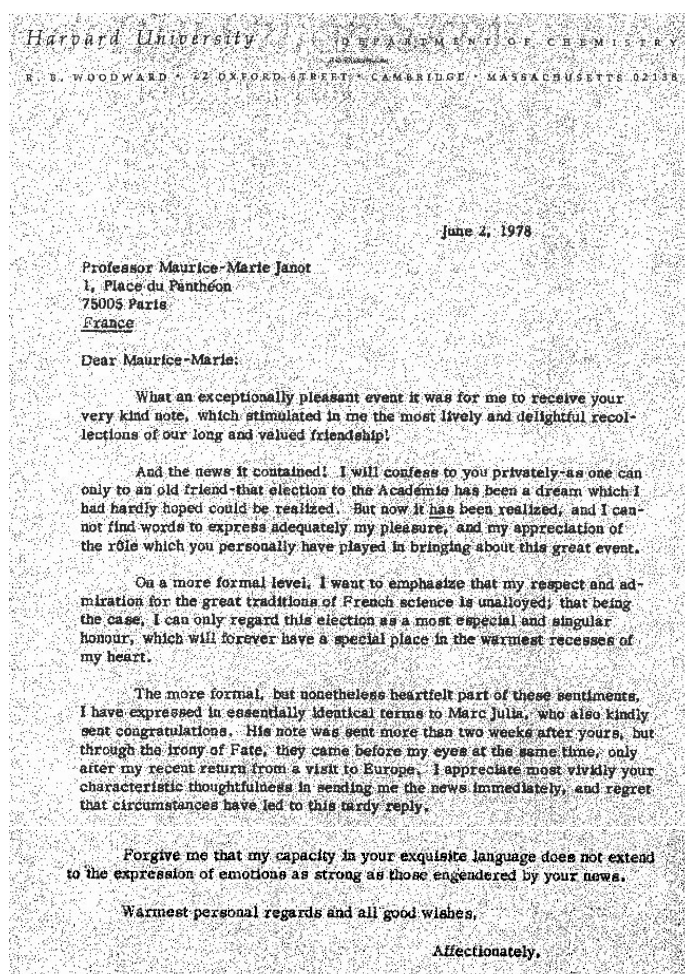 Harvard University DEPARTMENT OF CHEMISTRY
R. B. WOODWARD · 12 OXFORD STREET · CAMBRIDGE · MASSACHUSETTS 02138
June 2, 1978
Professor Maurice-Marie Janot
1, Place du Panthéon
75005 Paris
France
Dear Maurice-Marie:
What an exceptionally pleasant event it was for me to receive your
very kind note, which stimulated in me the most lively and delightful recol-
lections of our long and valued friendship!
And the news it contained! I will confess to you privately-as one can
only to an old friend-that election to the Académie has been a dream which I
had hardly hoped could be realized. But now it has been realized, and I can-
not find words to express adequately my pleasure, and my appreciation of
the rôle which you personally have played in bringing about this great event.
On a more formal level, I want to emphasize that my respect and ad-
miration for the great traditions of French science is unalloyed; that being
the case, I can only regard this election as a most especial and singular
honour, which will forever have a special place in the warmest recesses of
my heart.
The more formal, but nonetheless heartfelt part of these sentiments,
I have expressed in essentially identical terms to Marc Julia, who also kindly
sent congratulations. His note was sent more than two weeks after yours, but
through the irony of Fate, they came before my eyes at the same time, only
after my recent return from a visit to Europe. I appreciate most vividly your
characteristic thoughtfulness in sending me the news immediately, and regret
that circumstances have led to this tardy reply.
Forgive me that my capacity in your exquisite language does not extend
to the expression of emotions as strong as those engendered by your news.
Warmest personal regards and all good wishes,
Affectionately,